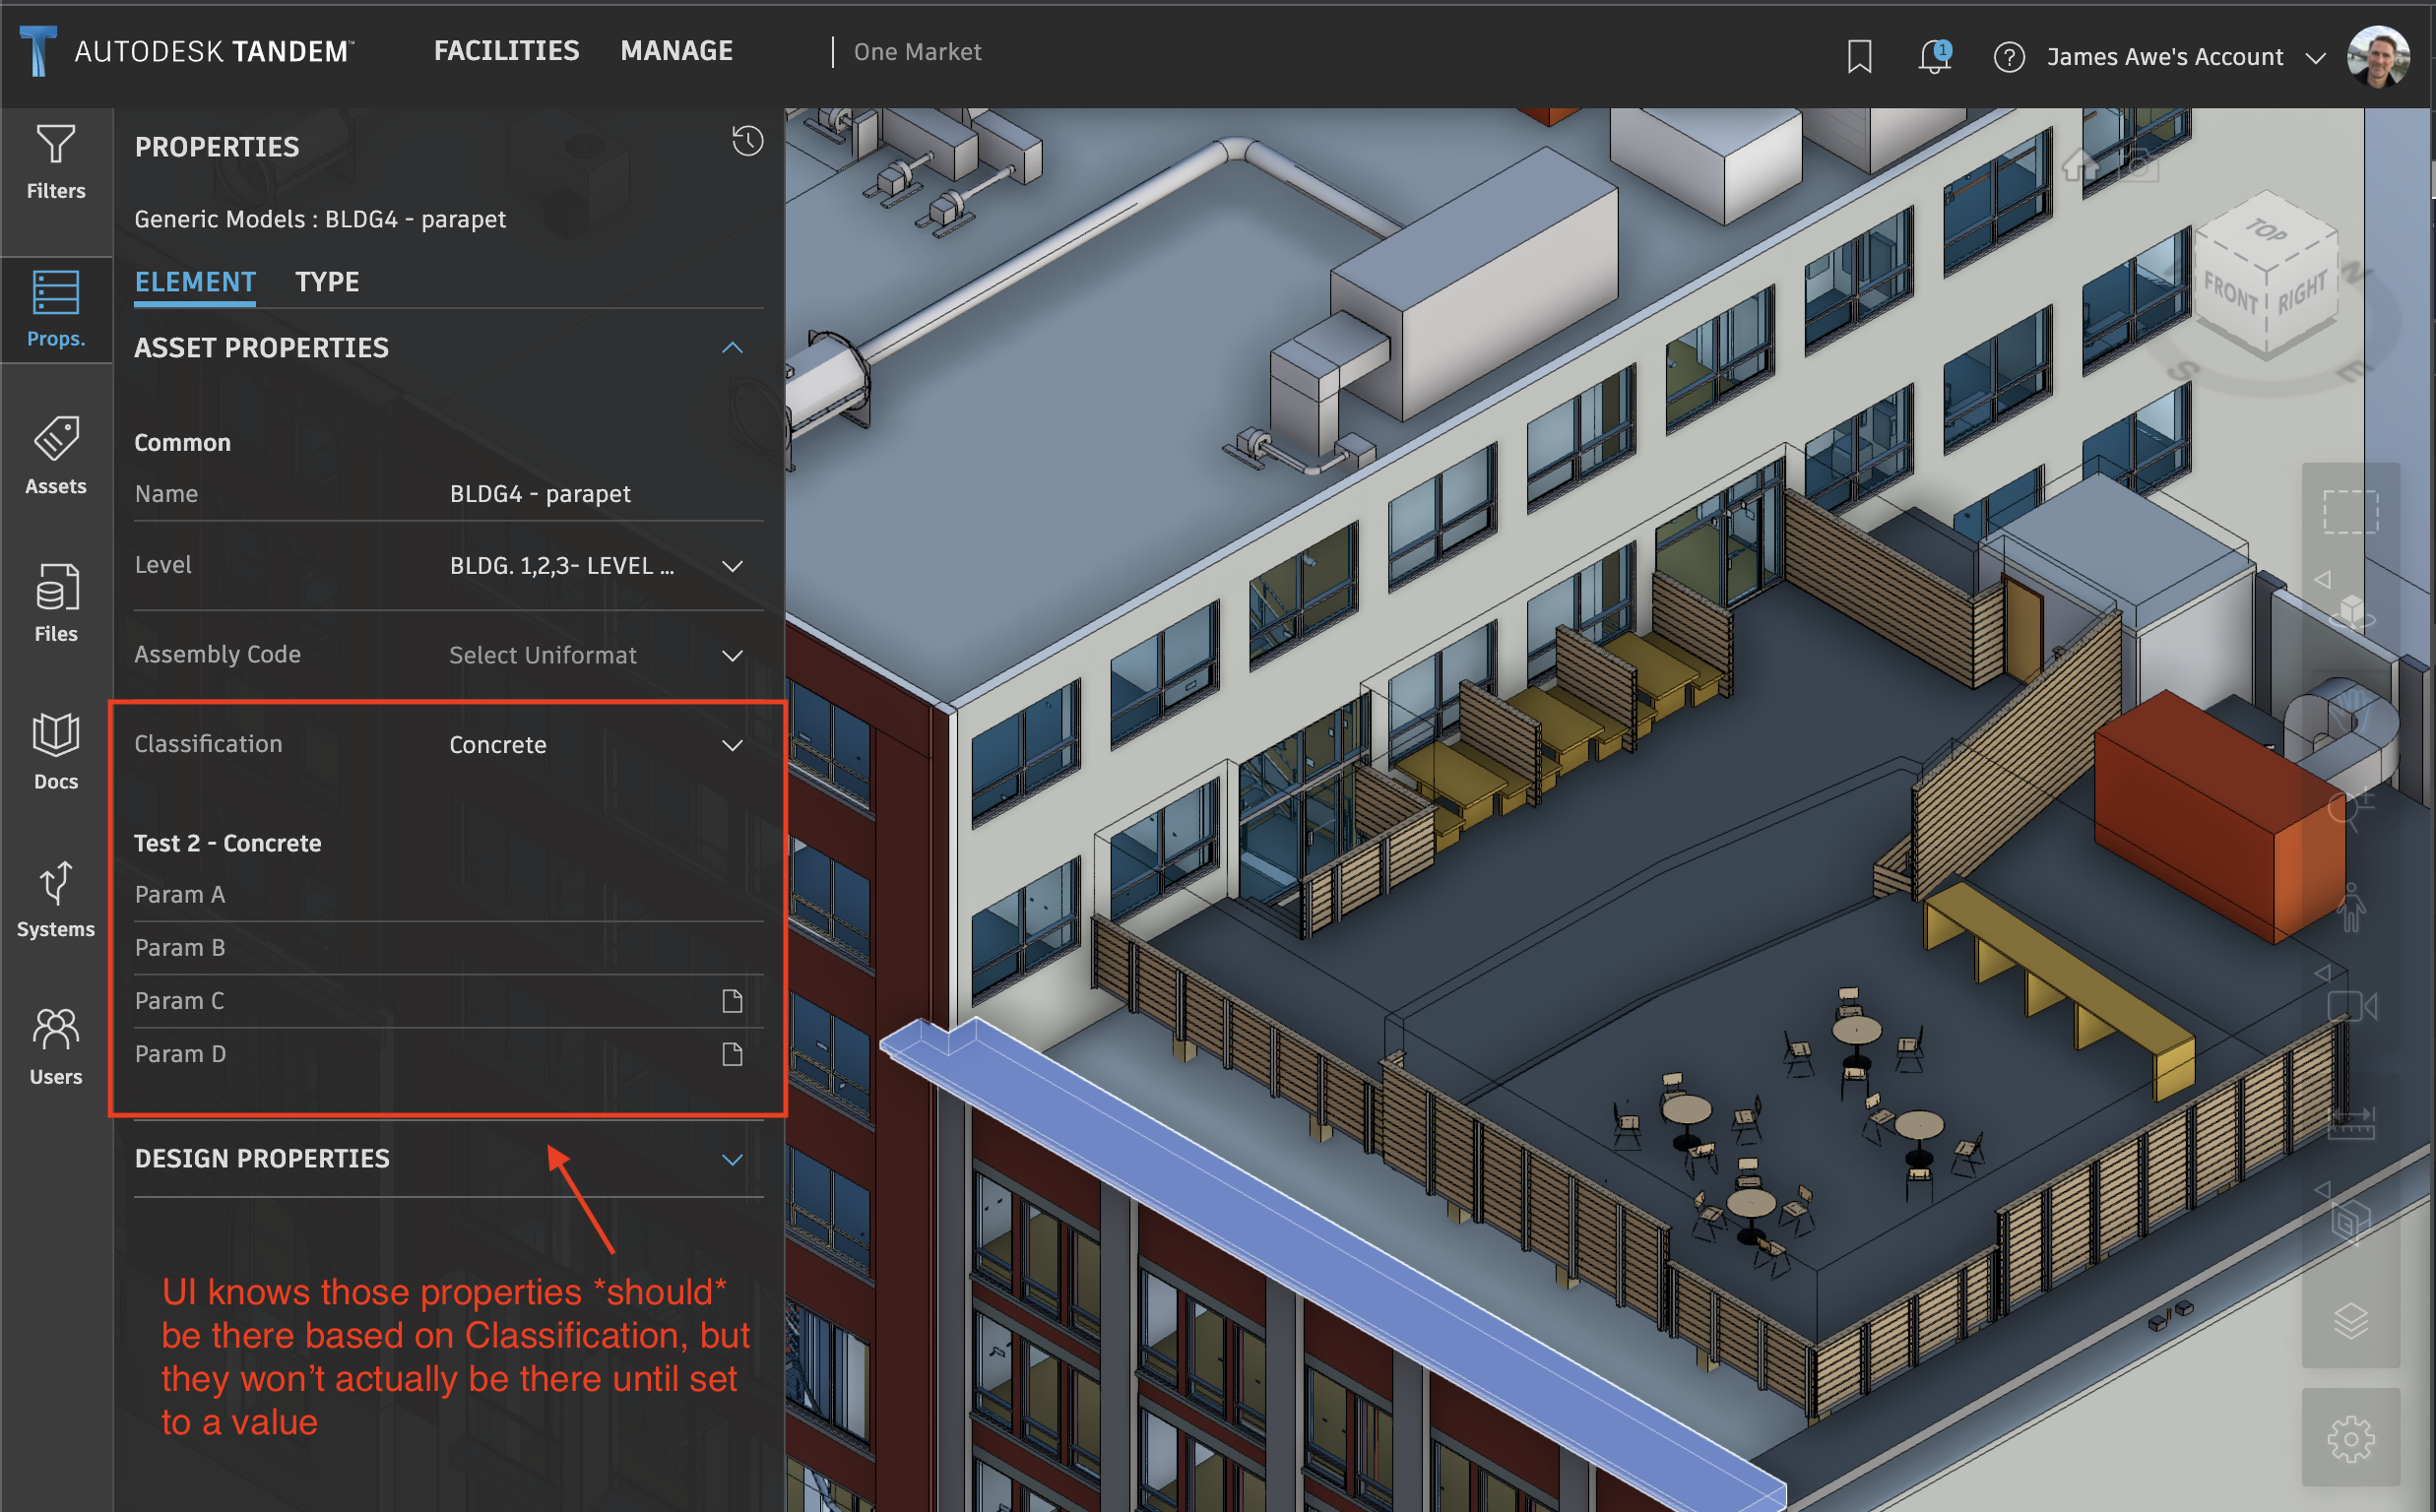 AUTODESK TANDEM™
FACILITIES
MANAGE
One Market
1
?
James Awe's Account
Filters
Props.
Assets
Files
Docs
Systems
Users
PROPERTIES
Generic Models : BLDG4 - parapet
ELEMENT
TYPE
ASSET PROPERTIES
Common
Name BLDG4 - parapet
Level BLDG. 1,2,3- LEVEL ...
Assembly Code Select Uniformat
Classification Concrete
Test 2 - Concrete
Param A
Param B
Param C
Param D
DESIGN PROPERTIES
UI knows those properties *should*
be there based on Classification, but
they won't actually be there until set
to a value
TOP
FRONT
RIGHT
N
S
E